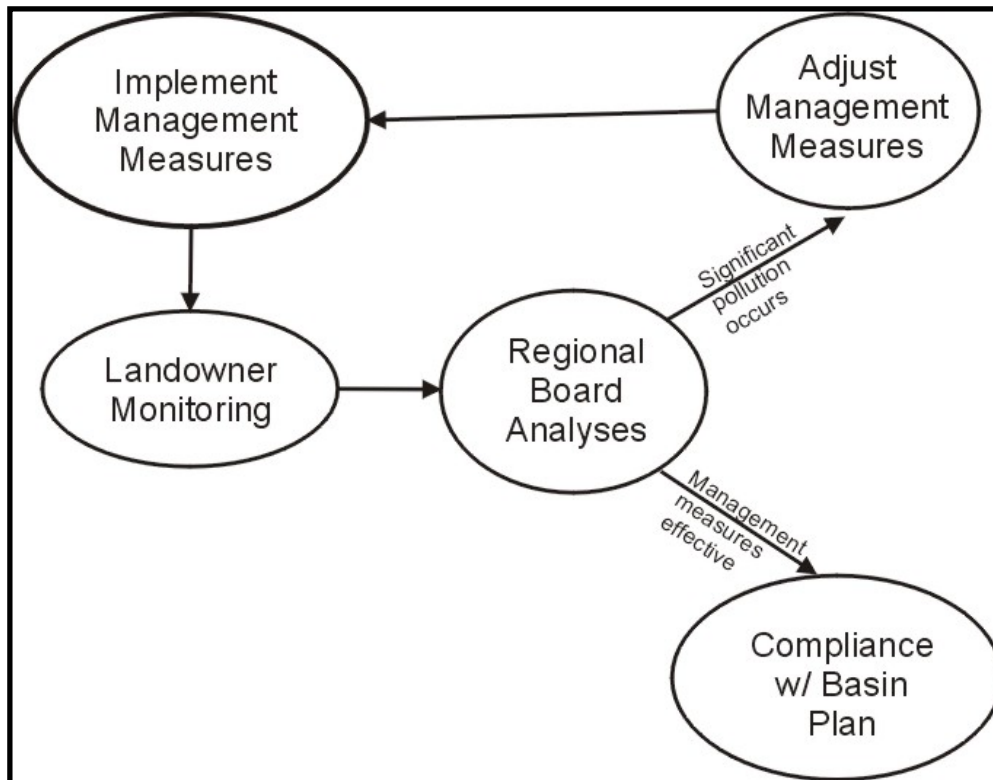 Implement
Management
Measures
Adjust
Management
Measures
Significant
pollution
occurs
Landowner
Monitoring
Regional
Board
Analyses
Management
measures
effective
Compliance
w/ Basin
Plan